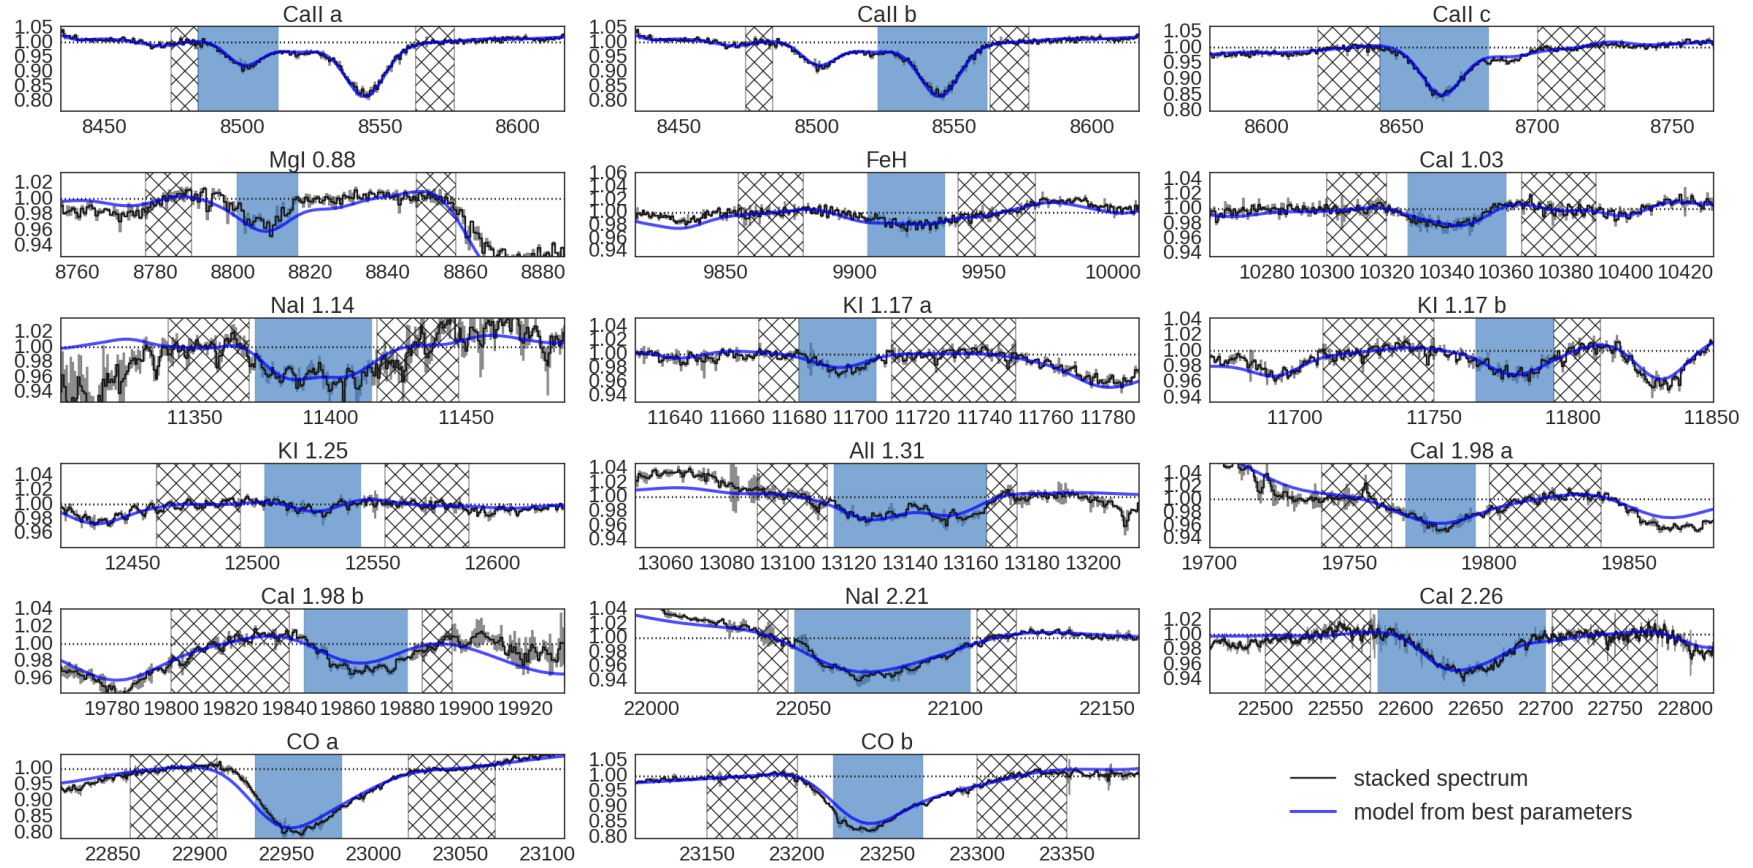 CaII a
CaII b
CaII c
1.05
1.00
0.95
0.90
0.85
0.80
8450 8500 8550 8600
1.05
1.00
0.95
0.90
0.85
0.80
8450 8500 8550 8600
1.05
1.00
0.95
0.90
0.85
0.80
8600 8650 8700 8750
MgI 0.88
FeH
CaI 1.03
1.02
1.00
0.98
0.96
0.94
8760 8780 8800 8820 8840 8860 8880
1.06
1.04
1.02
1.00
0.98
0.96
0.94
9850 9900 9950 10000
1.04
1.02
1.00
0.98
0.96
0.94
10280 10300 10320 10340 10360 10380 10400 10420
NaI 1.14
KI 1.17 a
KI 1.17 b
1.02
1.00
0.98
0.96
0.94
11350 11400 11450
1.04
1.02
1.00
0.98
0.96
0.94
11640 11660 11680 11700 11720 11740 11760 11780
1.04
1.02
1.00
0.98
0.96
0.94
11700 11750 11800 11850
KI 1.25
AlI 1.31
CaI 1.98 a
1.04
1.02
1.00
0.98
0.96
12450 12500 12550 12600
1.04
1.02
1.00
0.98
0.96
0.94
13060 13080 13100 13120 13140 13160 13180 13200
1.04
1.02
1.00
0.98
0.96
0.94
19700 19750 19800 19850
CaI 1.98 b
NaI 2.21
CaI 2.26
1.04
1.02
1.00
0.98
0.96
19780 19800 19820 19840 19860 19880 19900 19920
1.04
1.02
1.00
0.98
0.96
0.94
22000 22050 22100 22150
1.02
1.00
0.98
0.96
0.94
22500 22550 22600 22650 22700 22750 22800
CO a
CO b
1.00
0.95
0.90
0.85
0.80
22850 22900 22950 23000 23050 23100
1.05
1.00
0.95
0.90
0.85
0.80
23150 23200 23250 23300 23350
stacked spectrum
model from best parameters